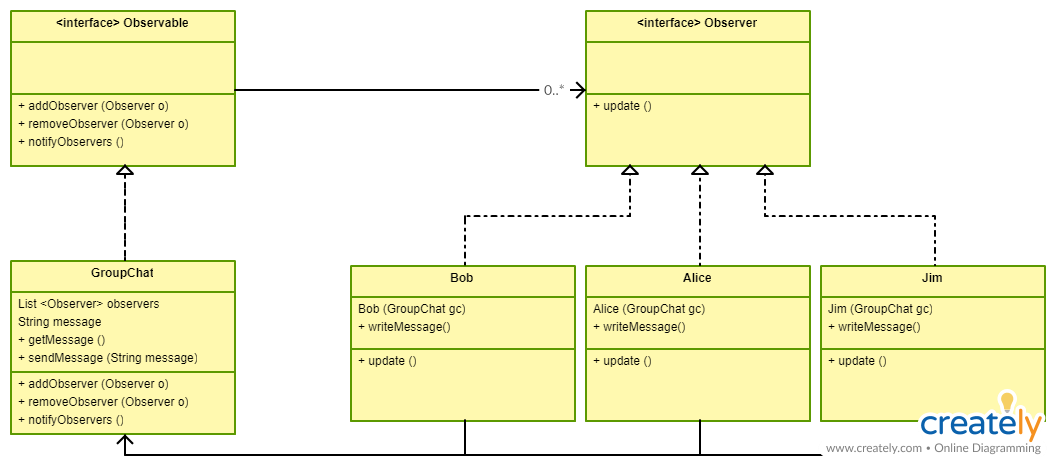 <interface> Observable
+ addObserver (Observer o)
+ removeObserver (Observer o)
+ notifyObservers ()
0..*
<interface> Observer
+ update ()
GroupChat
List <Observer> observers
String message
+ getMessage ()
+ sendMessage (String message)
+ addObserver (Observer o)
+ removeObserver (Observer o)
+ notifyObservers ()
Bob
Bob (GroupChat gc)
+ writeMessage()
+ update ()
Alice
Alice (GroupChat gc)
+ writeMessage()
+ update ()
Jim
Jim (GroupChat gc)
+ writeMessage()
+ update ()
creately
www.creately.com • Online Diagramming